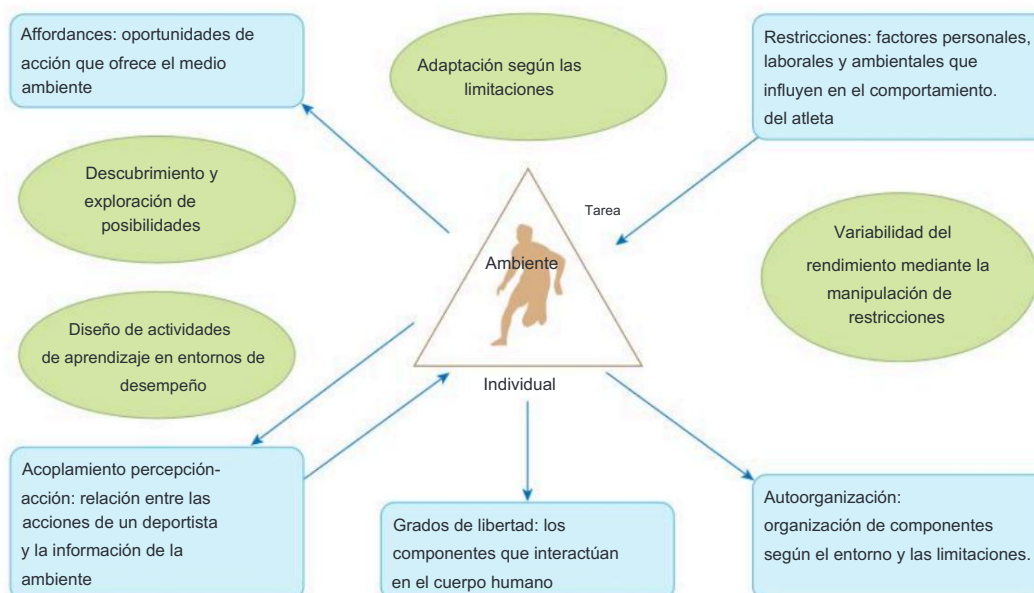 Affordances: oportunidades de
acción que ofrece el medio
ambiente
Adaptación según las
limitaciones
Restricciones: factores personales,
laborales y ambientales que
influyen en el comportamiento.
del atleta
Descubrimiento y
exploración de
posibilidades
Tarea
Ambiente
Variabilidad del
rendimiento mediante la
manipulación de
restricciones
Diseño de actividades
de aprendizaje en entornos de
desempeño
Individual
Acoplamiento percepción-
acción: relación entre las
acciones de un deportista
y la información de la
ambiente
Grados de libertad: los
componentes que interactúan
en el cuerpo humano
Autoorganización:
organización de componentes
según el entorno y las limitaciones.